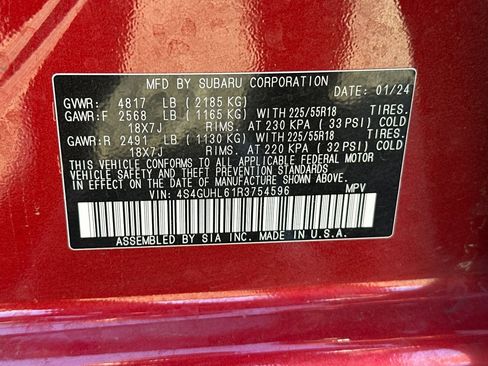 MFD BY SUBARU CORPORATION DATE: 01/24
GVWR: 4817 LB (2185 KG)
GAWR:F 2568 LB (1165 KG) WITH 225/55R18 TIRES.
18X7J RIMS. AT 230 KPA (33 PSI) COLD
GAWR:R 2491 LB (1130 KG) WITH 225/55R18 TIRES.
18X7J RIMS. AT 220 KPA (32 PSI) COLD
THIS VEHICLE CONFORMS TO ALL APPLICABLE FEDERAL MOTOR
VEHICLE SAFETY, BUMPER, AND THEFT PREVENTION STANDARDS
IN EFFECT ON THE DATE OF MANUFACTURE SHOWN ABOVE.
VIN: 4S4GUHL61R3754596 MPV
ASSEMBLED BY SIA INC. MADE IN U.S.A.